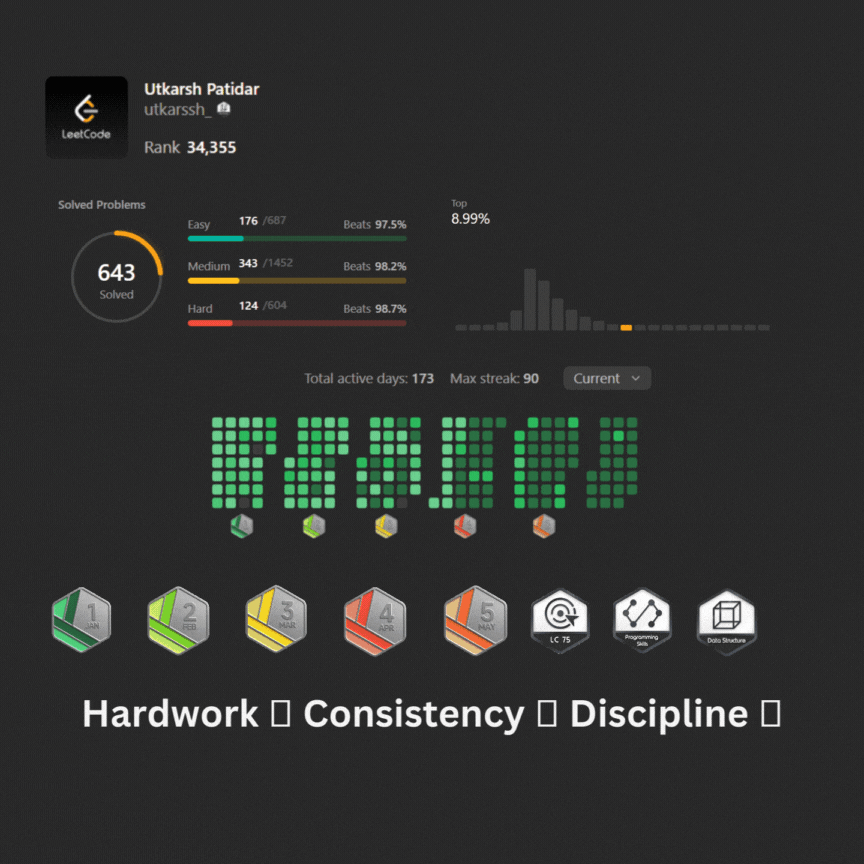 Utkarsh Patidar
utkarssh_
LeetCode
Rank 34,355
Solved Problems
643
Solved
Easy 176 /687 Beats 97.5%
Medium 343 /1452 Beats 98.2%
Hard 124 /604 Beats 98.7%
Top
8.99%
Total active days: 173 Max streak: 90 Current
1
JAN
2
FEB
3
MAR
4
APR
5
MAY
LC 75
Programming
Skills
Data Structure
Hardwork Consistency Discipline